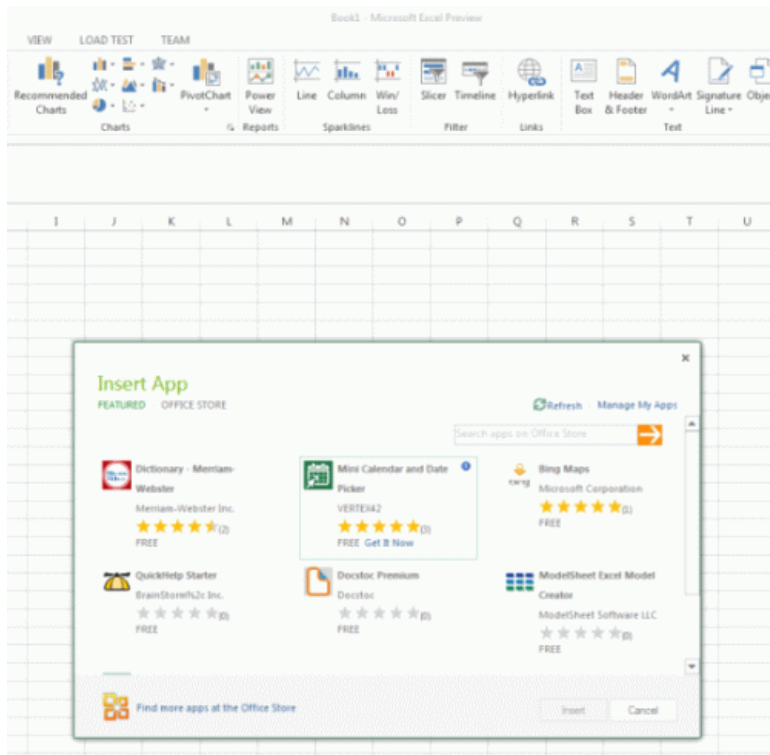 Book1 - Microsoft Excel Preview
VIEW LOAD TEST TEAM
Recommended Charts
PivotChart
Power View
Line
Column
Win/ Loss
Slicer
Timeline
Hyperlink
Text Box
Header & Footer
WordArt
Signature Line
Obje
Charts
Reports
Sparklines
Filter
Links
Text
I J K L M N O P Q R S T U
Insert App
FEATURED OFFICE STORE
Refresh Manage My Apps
Search apps on Office Store
Dictionary - Merriam-
Webster
Merriam-Webster Inc.
(2)
FREE
Mini Calendar and Date
Picker
VERTEX42
(3)
FREE Get It Now
Bing Maps
Microsoft Corporation
(1)
FREE
QuickHelp Starter
BrainStorm%2c Inc.
(0)
FREE
Docstoc Premium
Docstoc
(0)
FREE
ModelSheet Excel Model
Creator
ModelSheet Software LLC
(0)
FREE
Find more apps at the Office Store
Insert Cancel